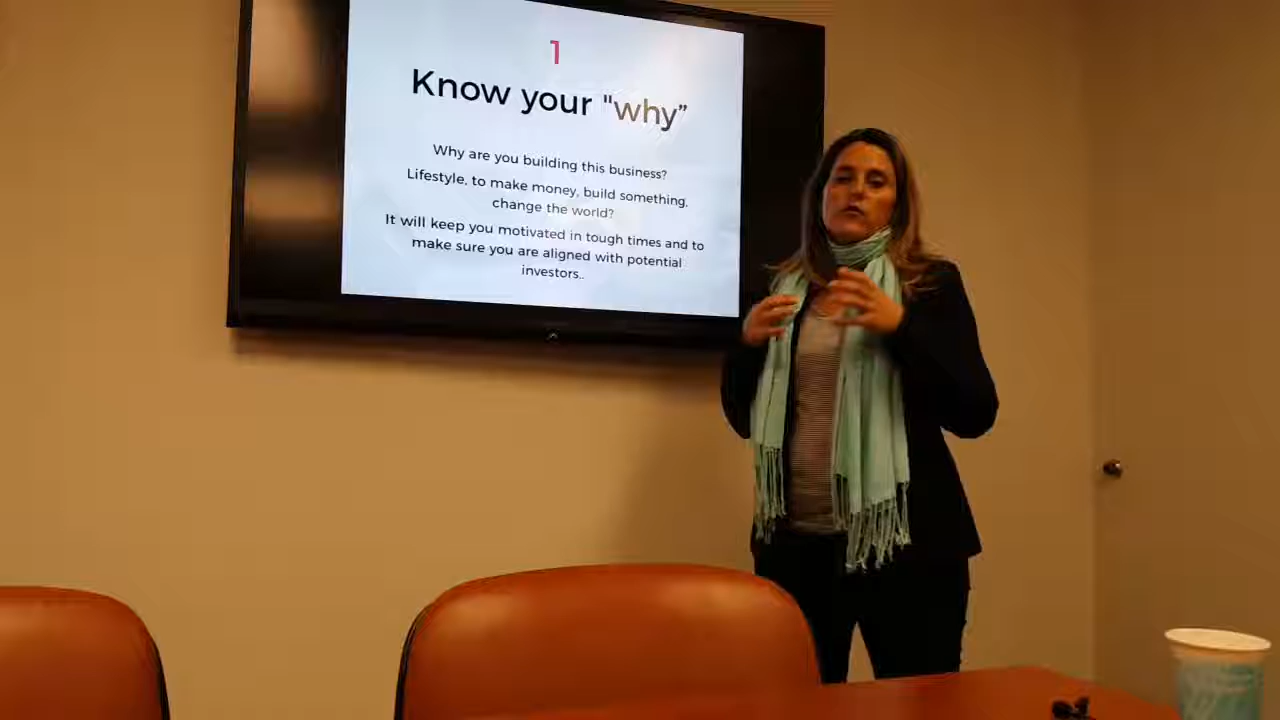 1
Know your "why”
Why are you building this business?
Lifestyle, to make money, build something,
change the world?
It will keep you motivated in tough times and to
make sure you are aligned with potential
investors..